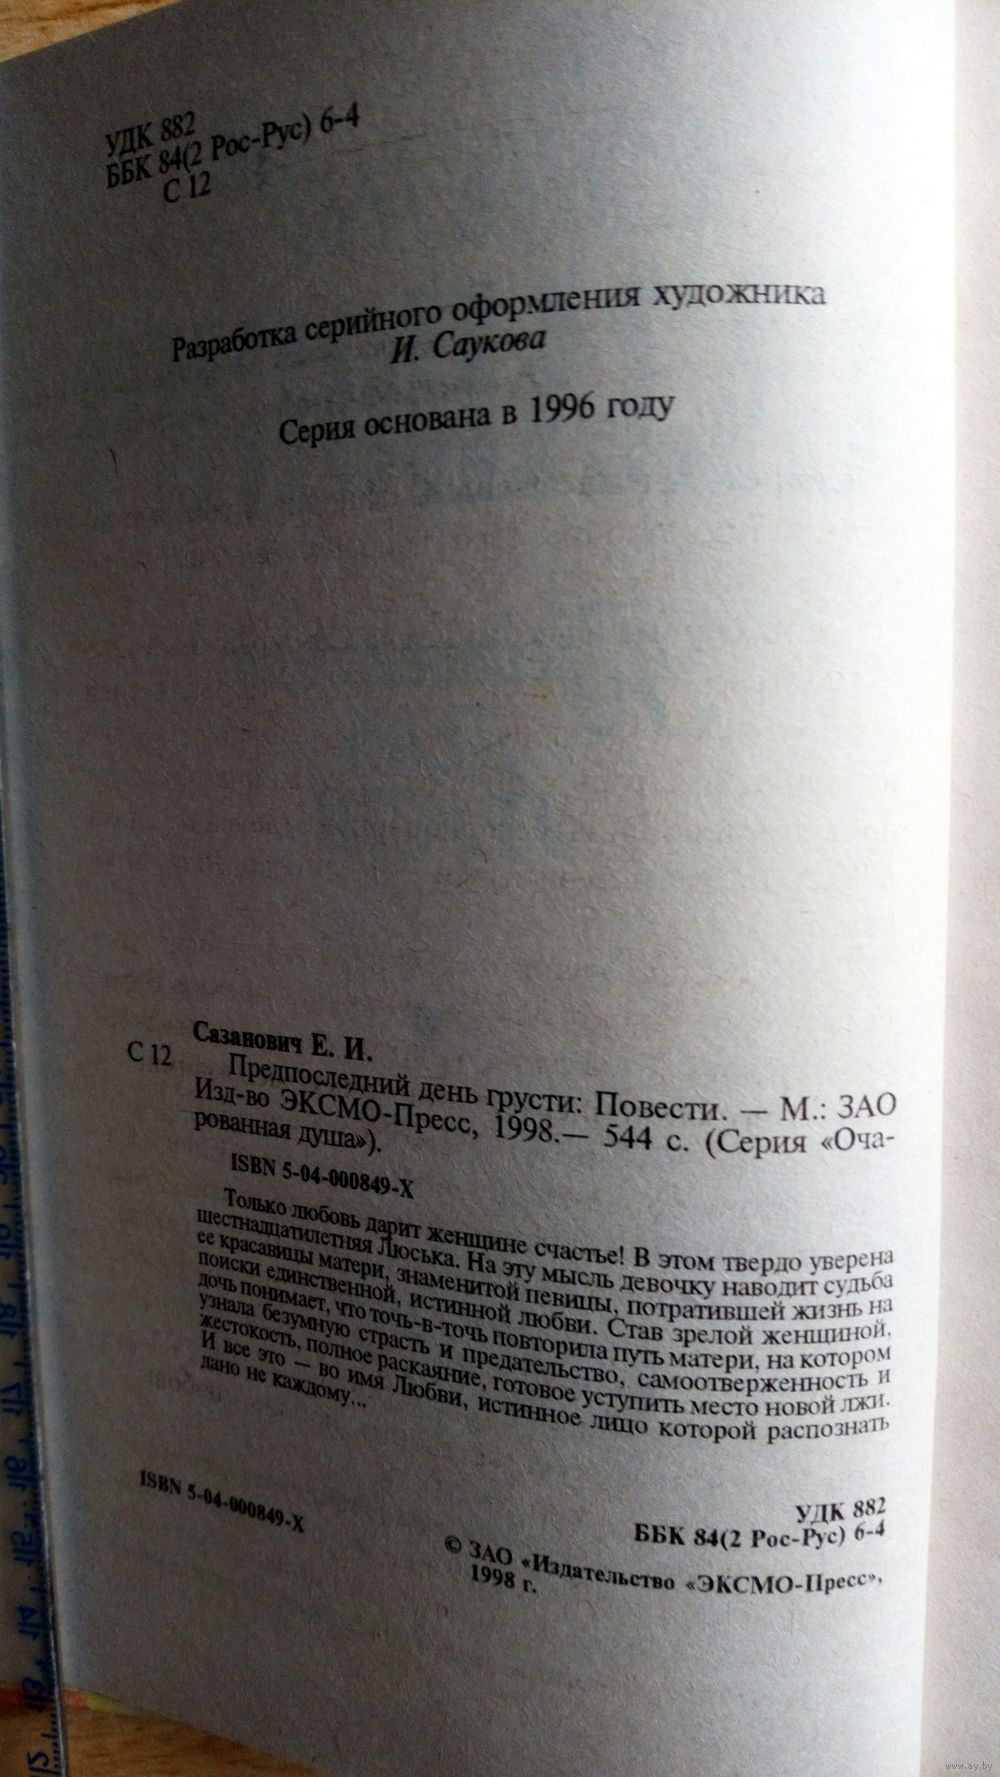 УДК 882
ББК 84(2 Рос-Рус) 6-4
С 12
Разработка серийного оформления художника
И. Саукова
Серия основана в 1996 году
Сазанович Е. И.
С 12 Предпоследний день грусти: Повести. — М.: ЗАО
Изд-во ЭКСМО-Пресс, 1998.— 544 с. (Серия «Оча-
рованная душа»).
ISBN 5-04-000849-X
Только любовь дарит женщине счастье! В этом твердо уверена
шестнадцатилетняя Люська. На эту мысль девочку наводит судьба
ее красавицы матери, знаменитой певицы, потратившей жизнь на
поиски единственной, истинной любви. Став зрелой женщиной,
дочь понимает, что точь-в-точь повторила путь матери, на котором
узнала безумную страсть и предательство, самоотверженность и
жестокость, полное раскаяние, готовое уступить место новой лжи.
И все это — во имя Любви, истинное лицо которой распознать
дано не каждому...
УДК 882
ББК 84(2 Рос-Рус) 6-4
ISBN 5-04-000849-X
© ЗАО «Издательство «ЭКСМО-Пресс»,
1998 г.
www.ay.by